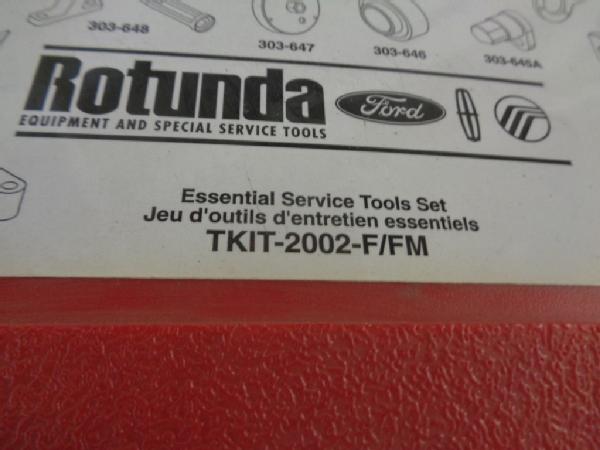 303-648
303-647
303-646
303-645A
Rotunda
Ford
EQUIPMENT AND SPECIAL SERVICE TOOLS
Essential Service Tools Set
Jeu d'outils d'entretien essentiels
TKIT-2002-F/FM